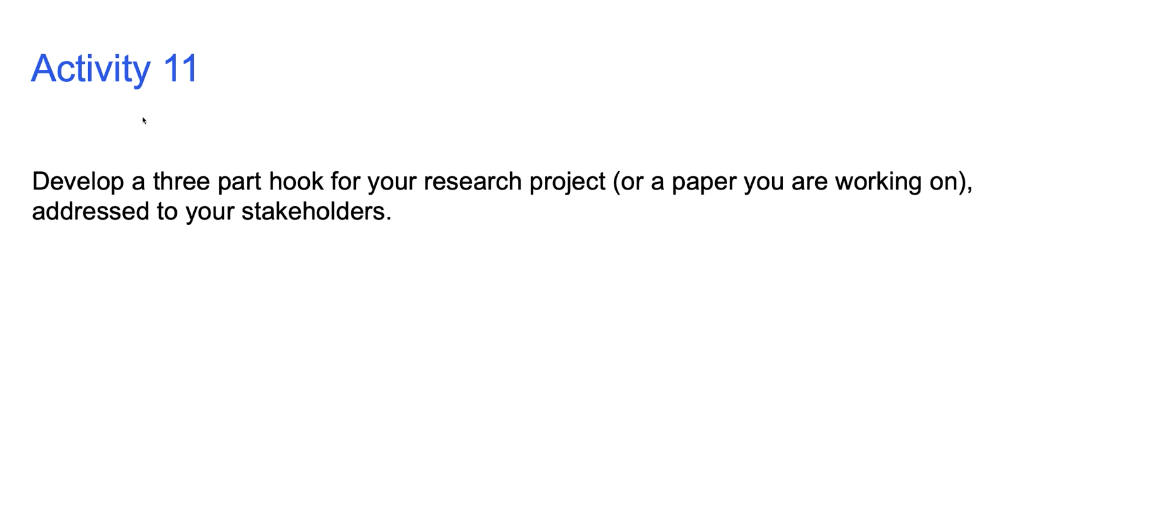 Activity 11
Develop a three part hook for your research project (or a paper you are working on),
addressed to your stakeholders.